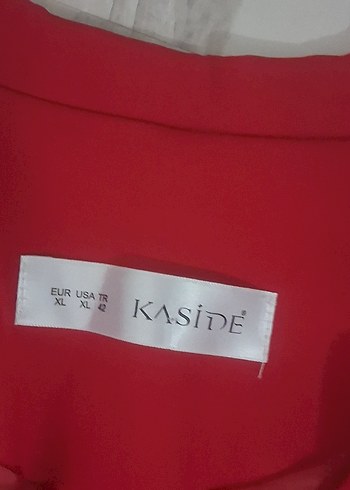 EUR USA TR
XL XL 42
KASİDE®